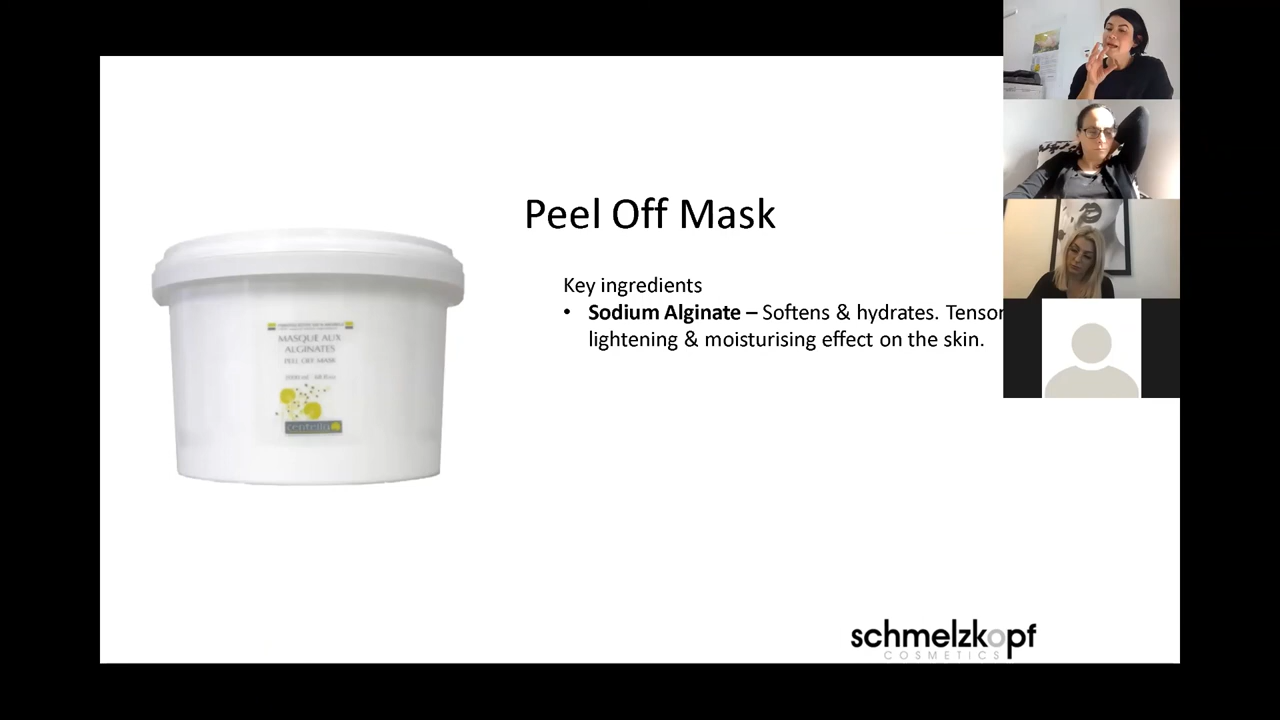 Peel Off Mask
Key ingredients
• Sodium Alginate – Softens & hydrates. Tensor
lightening & moisturising effect on the skin.
MASQUE AUX
ALGINATES
PEEL OFF MASK
schmelzkopf
COSMETICS